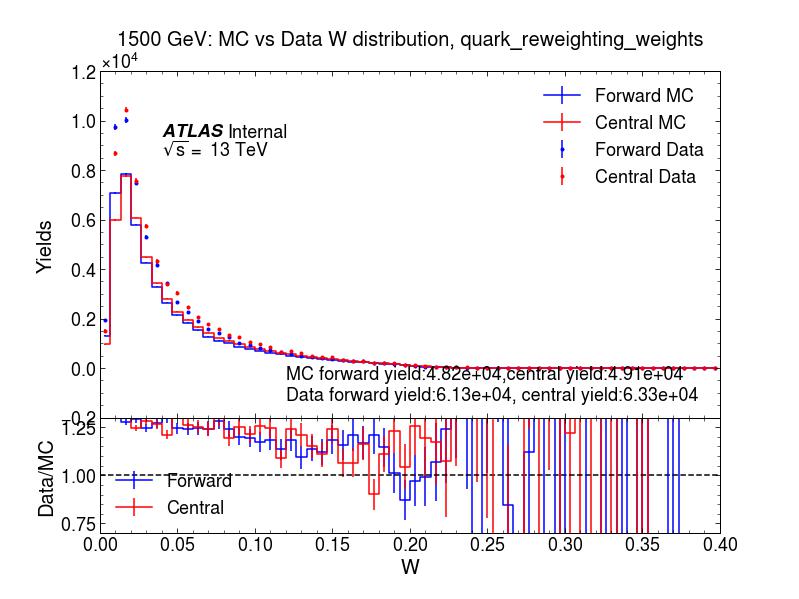 1500 GeV: MC vs Data W distribution, quark_reweighting_weights
×10⁴
1.2
1.0
0.8
0.6
0.4
0.2
0.0
0.2
Yields
ATLAS Internal
√s = 13 TeV
Forward MC
Central MC
Forward Data
Central Data
MC forward yield:4.82e+04,central yield:4.91e+04
Data forward yield:6.13e+04, central yield:6.33e+04
1.25
1.00
0.75
Data/MC
Forward
Central
0.00 0.05 0.10 0.15 0.20 0.25 0.30 0.35 0.40
W